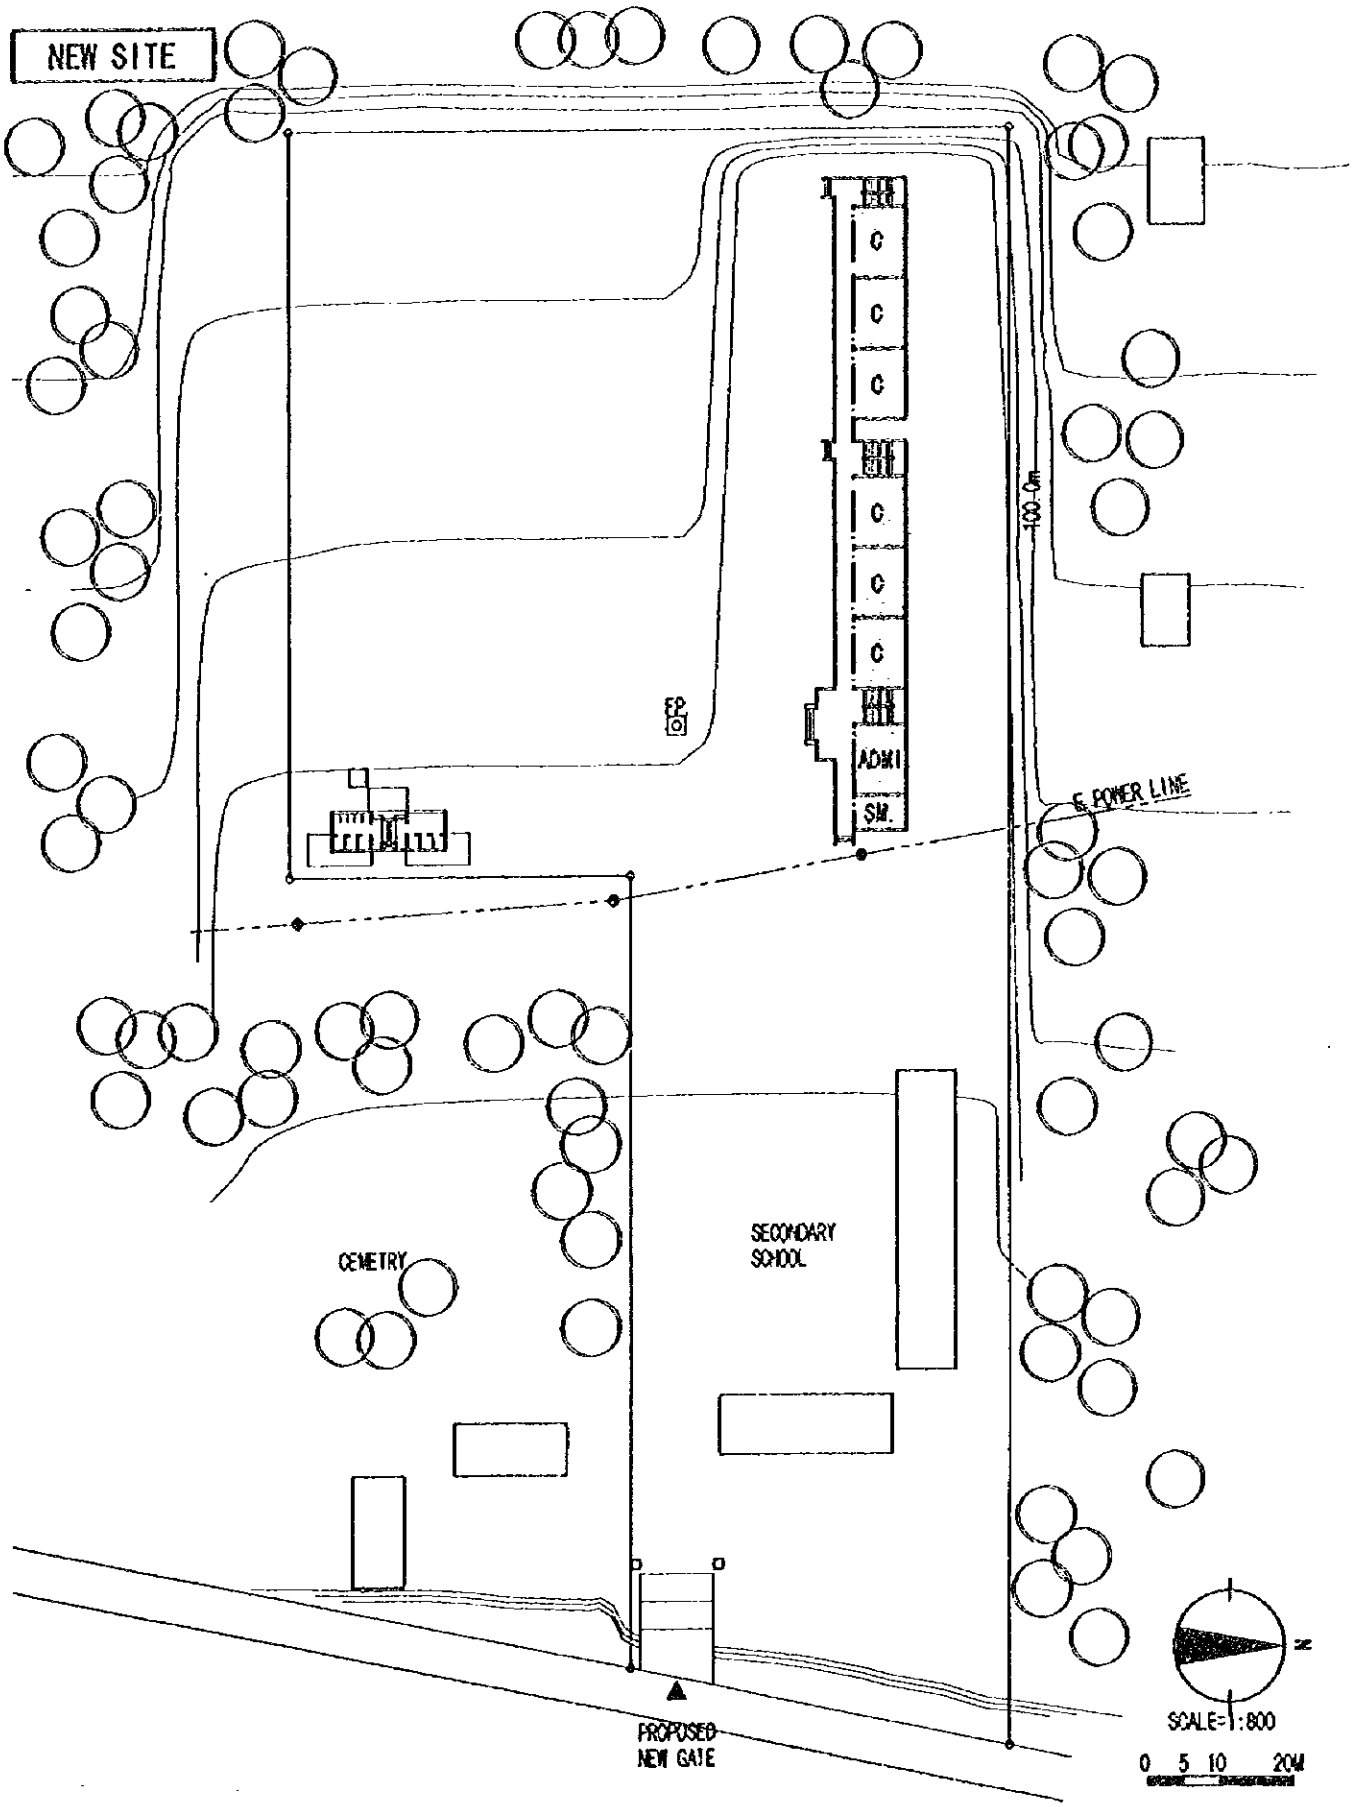 NEW SITE
C
C
C
100.0m
C
C
C
F.P.
ADMI
SM.
E. POWER LINE
CEMETRY
SECONDARY
SCHOOL
N
SCALE=1:800
PROPOSED
NEW GATE
0 5 10 20M